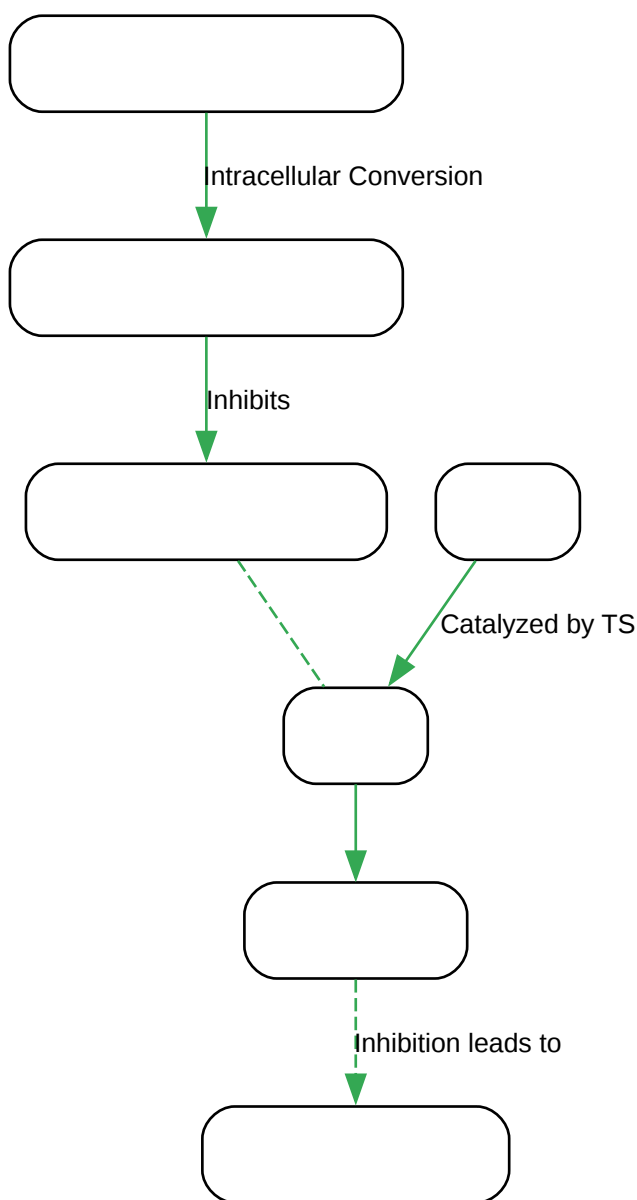 Intracellular Conversion
Inhibits
Catalyzed by TS
Inhibition leads to